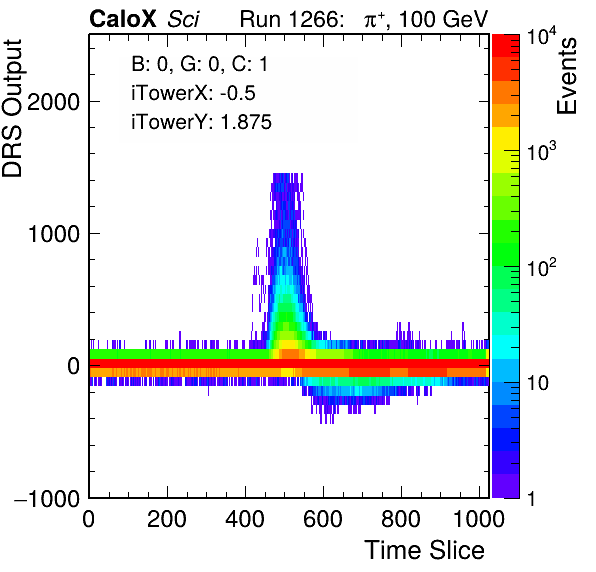 CaloX Sci Run 1266: π⁺, 100 GeV
B: 0, G: 0, C: 1
iTowerX: -0.5
iTowerY: 1.875
DRS Output
2000
1000
0
−1000
0 200 400 600 800 1000
Time Slice
10⁴
10³
10²
10
1
Events